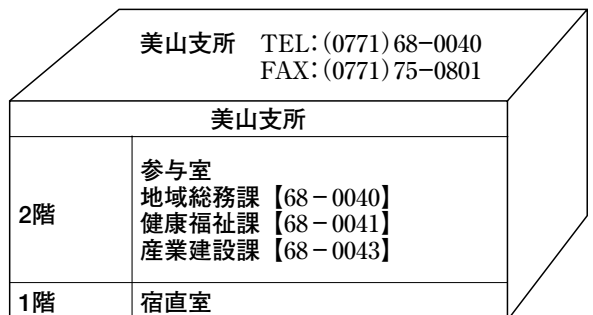 美山支所 TEL:(0771)68−0040
FAX:(0771)75−0801
美山支所
2階
参与室
地域総務課【68−0040】
健康福祉課【68−0041】
産業建設課【68−0043】
1階 宿直室